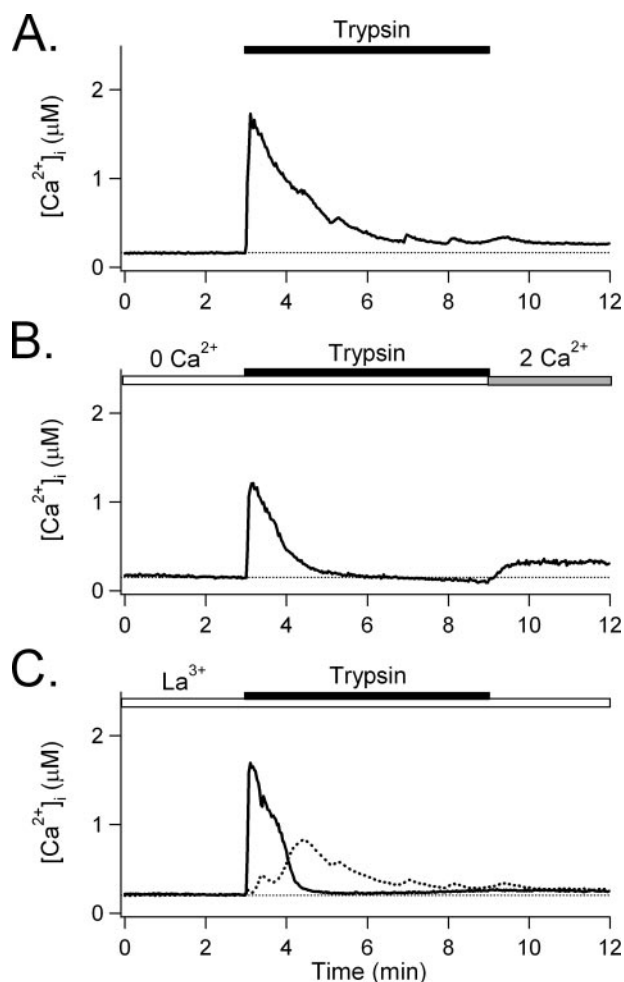 A.
Trypsin
[Ca²⁺]ᵢ (μM)
2
1
0
0 2 4 6 8 10 12
B.
0 Ca²⁺ Trypsin 2 Ca²⁺
[Ca²⁺]ᵢ (μM)
2
1
0
0 2 4 6 8 10 12
C.
La³⁺ Trypsin
[Ca²⁺]ᵢ (μM)
2
1
0
0 2 4 6 8 10 12
Time (min)